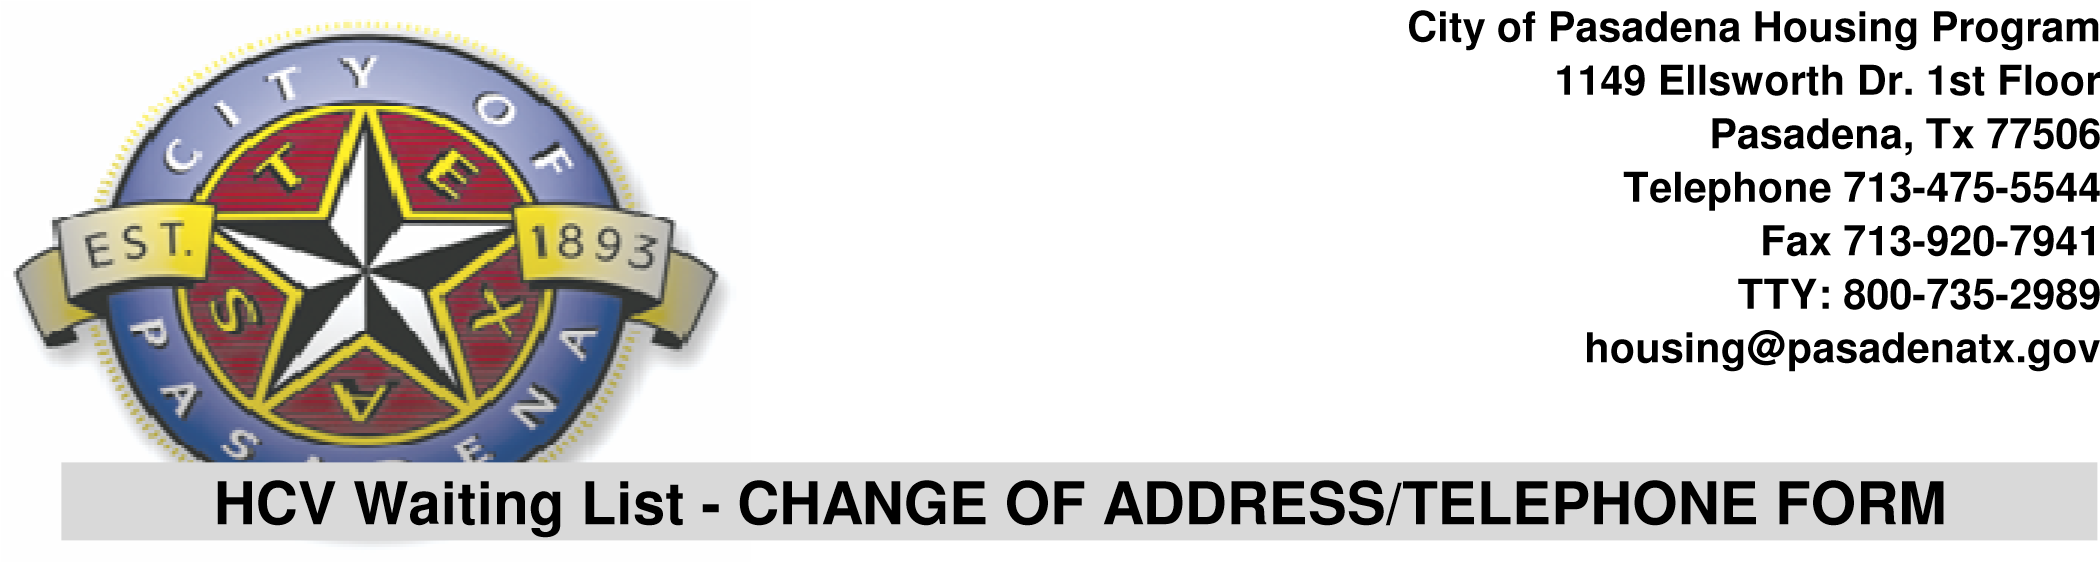 CITY OF
TEXAS
EST. 1893
PASADENA
City of Pasadena Housing Program
1149 Ellsworth Dr. 1st Floor
Pasadena, Tx 77506
Telephone 713-475-5544
Fax 713-920-7941
TTY: 800-735-2989
housing@pasadenatx.gov
HCV Waiting List - CHANGE OF ADDRESS/TELEPHONE FORM